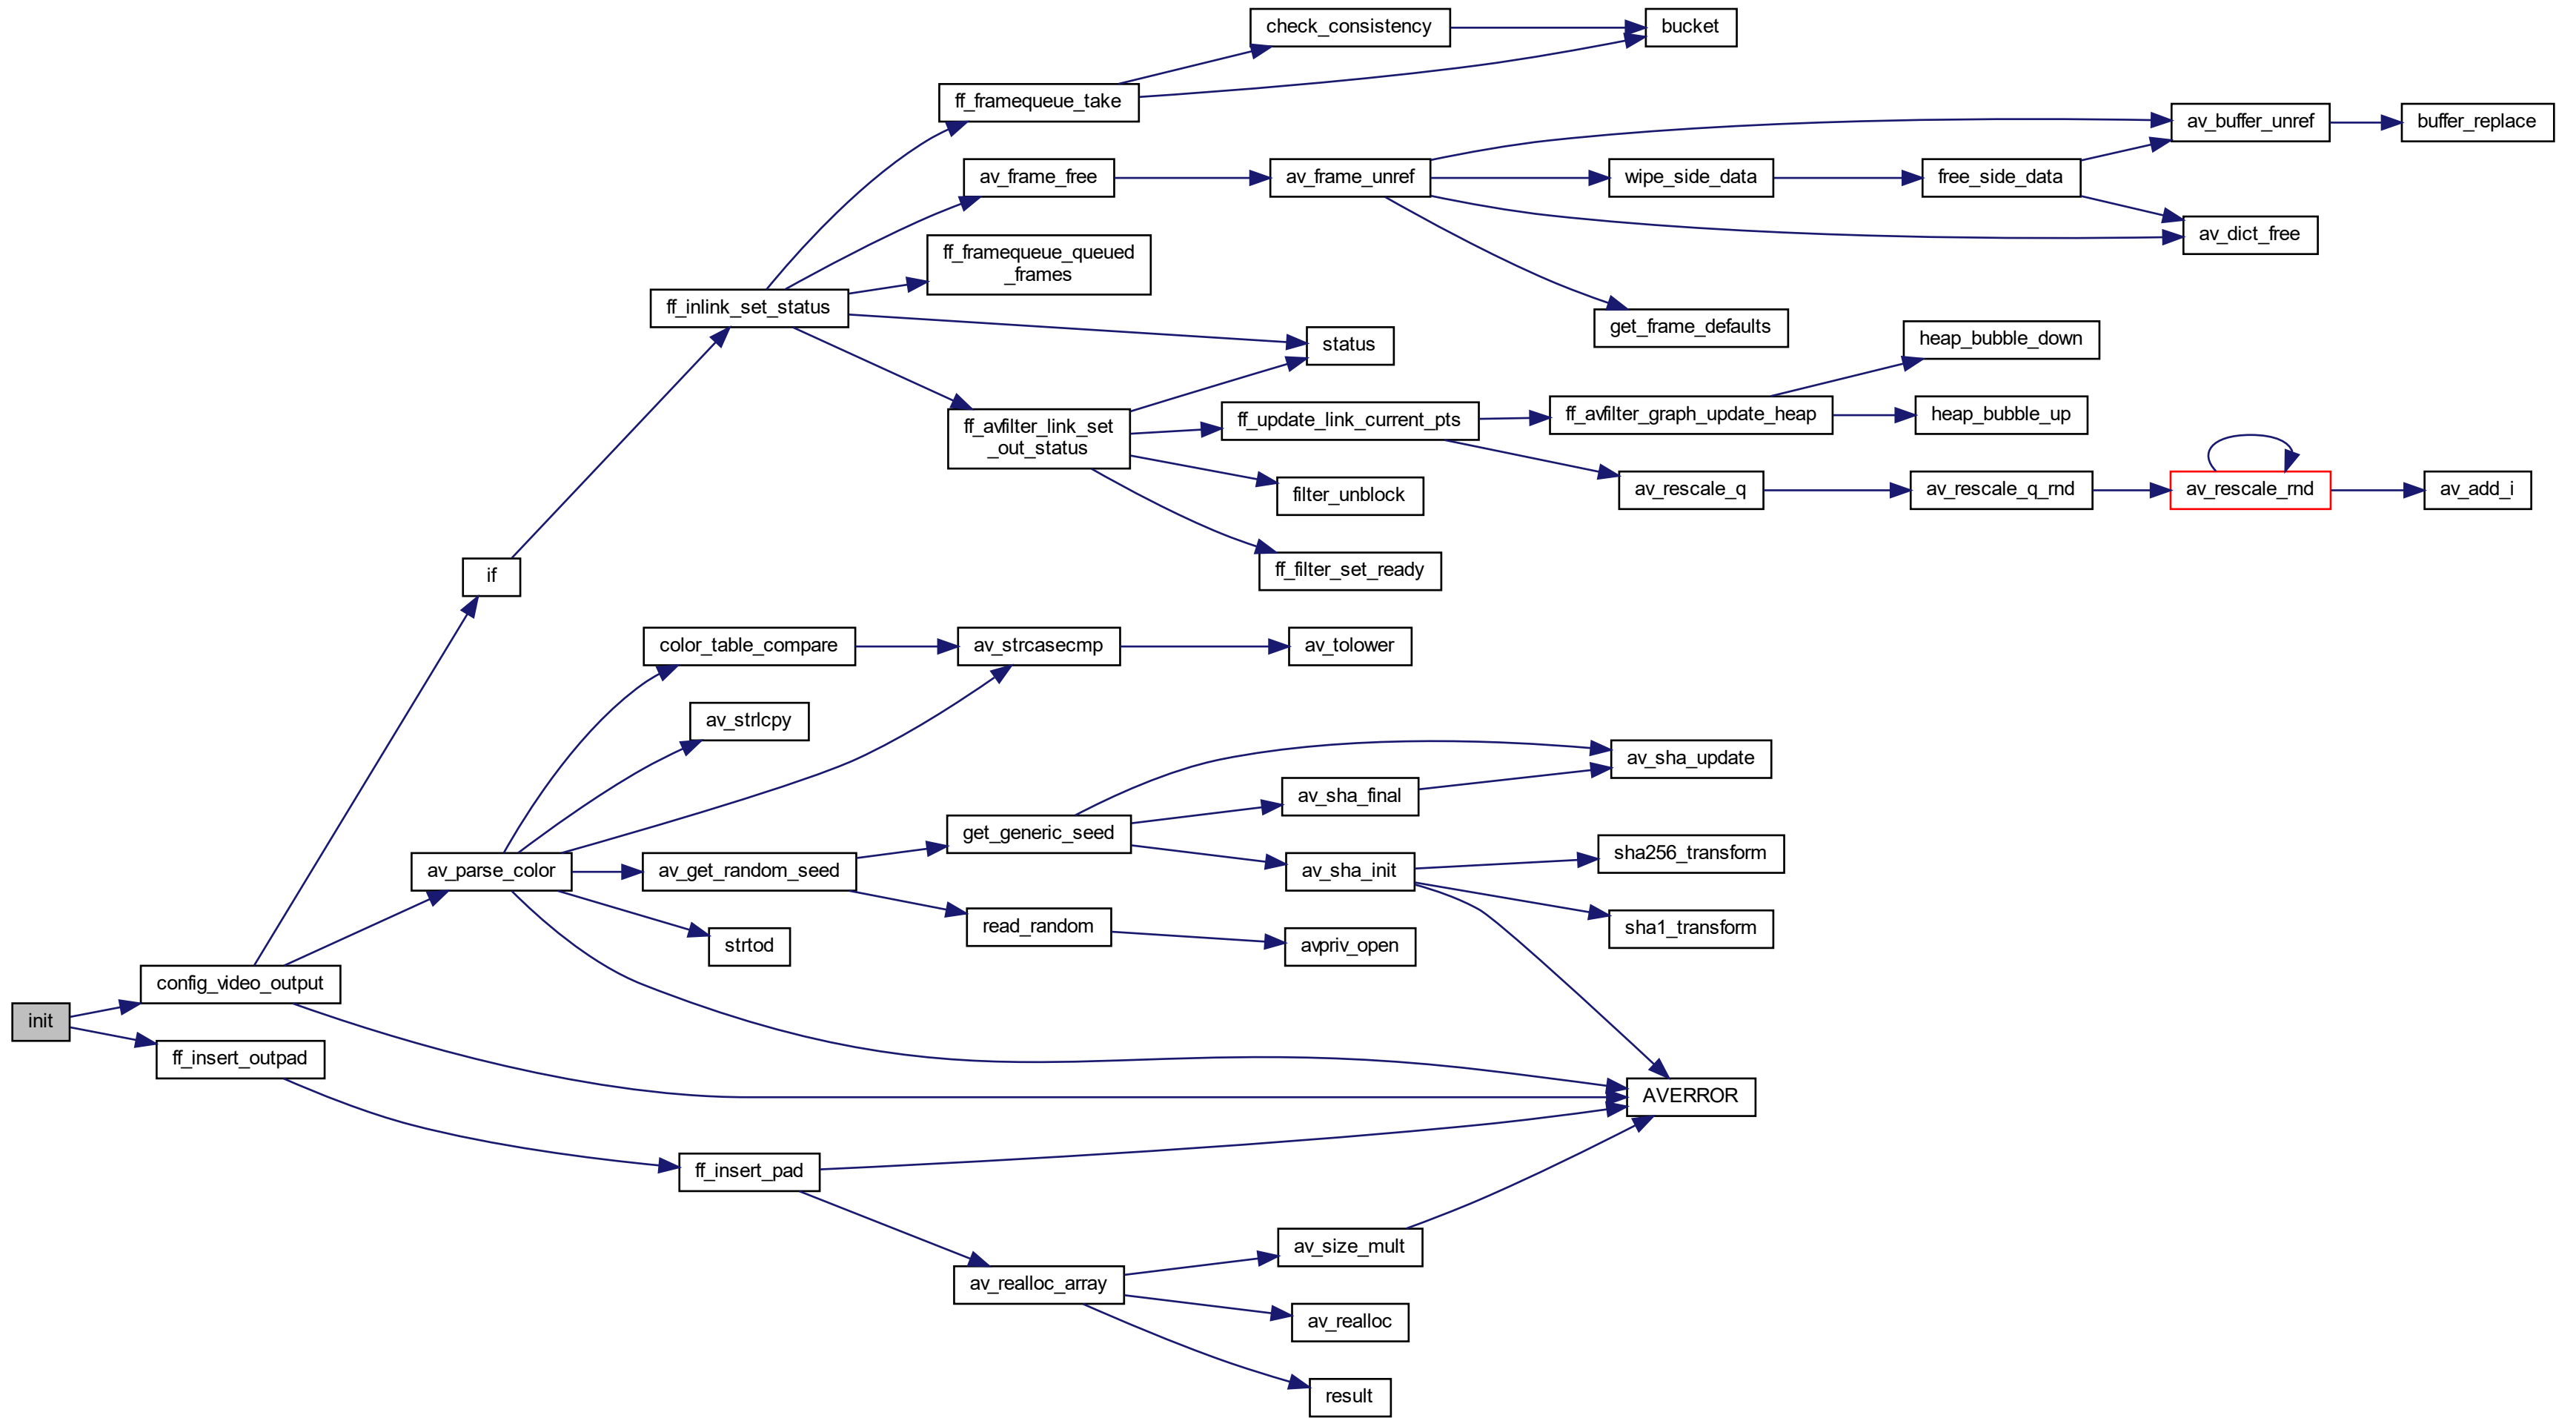 check_consistency
bucket
ff_framequeue_take
av_buffer_unref
buffer_replace
av_frame_free
av_frame_unref
wipe_side_data
free_side_data
av_dict_free
ff_framequeue_queued
_frames
ff_inlink_set_status
get_frame_defaults
status
heap_bubble_down
ff_avfilter_link_set
_out_status
ff_update_link_current_pts
ff_avfilter_graph_update_heap
heap_bubble_up
filter_unblock
av_rescale_q
av_rescale_q_rnd
av_rescale_rnd
av_add_i
if
ff_filter_set_ready
color_table_compare
av_strcasecmp
av_tolower
av_strlcpy
av_sha_update
av_sha_final
get_generic_seed
sha256_transform
av_parse_color
av_get_random_seed
av_sha_init
read_random
sha1_transform
strtod
avpriv_open
config_video_output
init
ff_insert_outpad
AVERROR
ff_insert_pad
av_size_mult
av_realloc_array
av_realloc
result